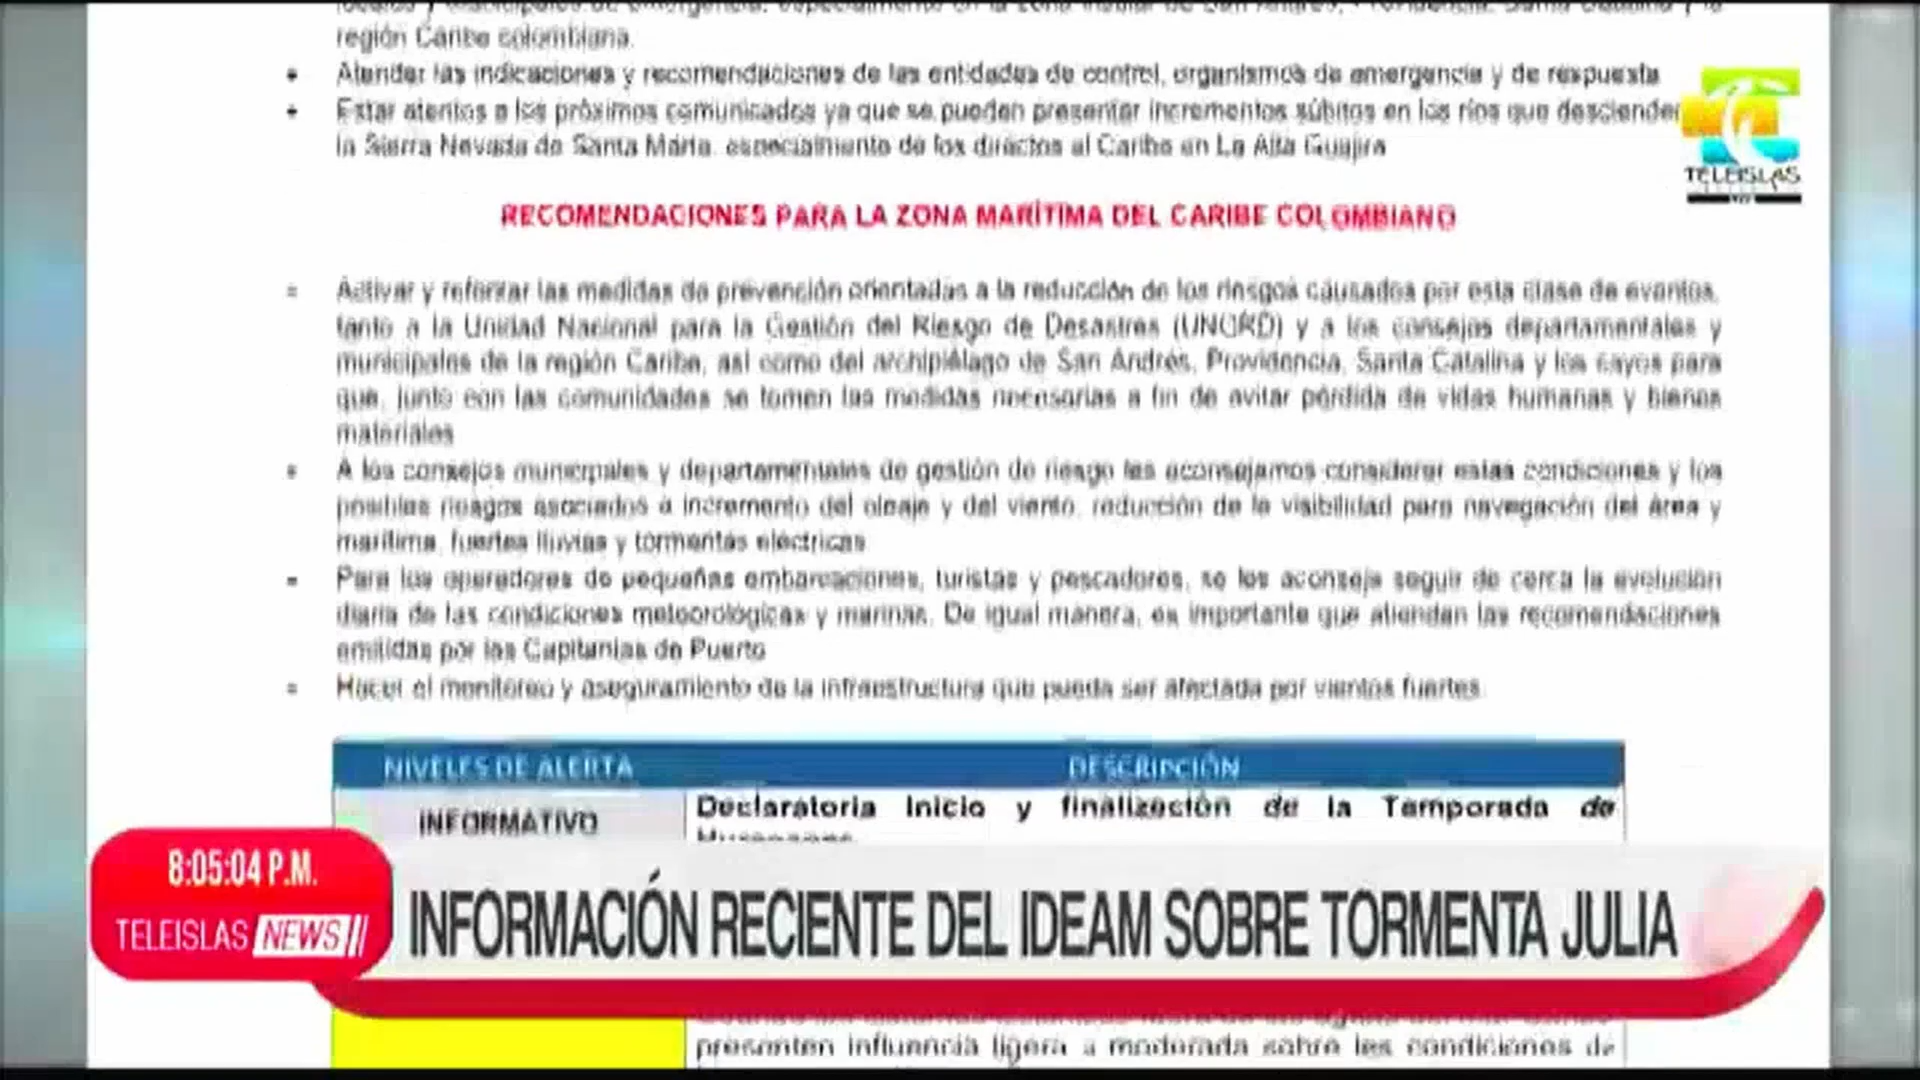 región Caribe colombiana.
• Atender las indicaciones y recomendaciones de las entidades de control, organismos de emergencia y de respuesta
• Estar atentos a los próximos comunicados ya que se pueden presentar incrementos súbitos en los ríos que descienden
la Sierra Nevada de Santa Marta, especialmente de los directos al Caribe en La Alta Guajira
TELEISLAS
RECOMENDACIONES PARA LA ZONA MARÍTIMA DEL CARIBE COLOMBIANO
Activar y reforzar las medidas de prevención orientadas a la reducción de los riesgos causados por esta clase de eventos,
tanto a la Unidad Nacional para la Gestión del Riesgo de Desastres (UNGRD) y a los consejos departamentales y
municipales de la región Caribe, así como del archipiélago de San Andrés, Providencia, Santa Catalina y los cayos para
que, junto con las comunidades se tomen las medidas necesarias a fin de evitar pérdida de vidas humanas y bienes
materiales
• A los consejos municipales y departamentales de gestión de riesgo les aconsejamos considerar estas condiciones y los
posibles riesgos asociados a incremento del oleaje y del viento, reducción de la visibilidad para navegación del área y
marítima, fuertes lluvias y tormentas eléctricas
Para los operadores de pequeñas embarcaciones, turistas y pescadores, se les aconseja seguir de cerca la evolución
diaria de las condiciones meteorológicas y marinas. De igual manera, es importante que atiendan las recomendaciones
emitidas por las Capitanías de Puerto
Hacer el monitoreo y aseguramiento de la infraestructura que pueda ser afectada por vientos fuertes.
NIVELES DE ALERTA DESCRIPCIÓN
INFORMATIVO Declaratoria Inicio y finalización de la Temporada de
8:05:04 P.M.
TELEISLAS NEWS//
INFORMACIÓN RECIENTE DEL IDEAM SOBRE TORMENTA JULIA
presenten influencia ligera a moderada sobre las condiciones de